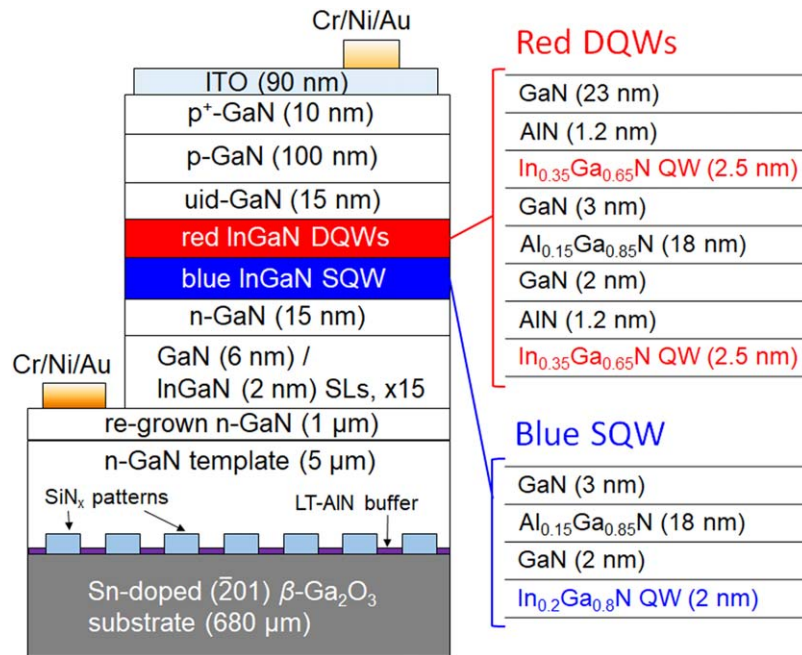 Cr/Ni/Au
ITO (90 nm)
p⁺-GaN (10 nm)
p-GaN (100 nm)
uid-GaN (15 nm)
red InGaN DQWs
blue InGaN SQW
n-GaN (15 nm)
GaN (6 nm) /
InGaN (2 nm) SLs, x15
Cr/Ni/Au
re-grown n-GaN (1 μm)
n-GaN template (5 μm)
SiNₓ patterns
LT-AlN buffer
Sn-doped (2̅01) β-Ga₂O₃
substrate (680 μm)
Red DQWs
GaN (23 nm)
AlN (1.2 nm)
In₀.₃₅Ga₀.₆₅N QW (2.5 nm)
GaN (3 nm)
Al₀.₁₅Ga₀.₈₅N (18 nm)
GaN (2 nm)
AlN (1.2 nm)
In₀.₃₅Ga₀.₆₅N QW (2.5 nm)
Blue SQW
GaN (3 nm)
Al₀.₁₅Ga₀.₈₅N (18 nm)
GaN (2 nm)
In₀.₂Ga₀.₈N QW (2 nm)